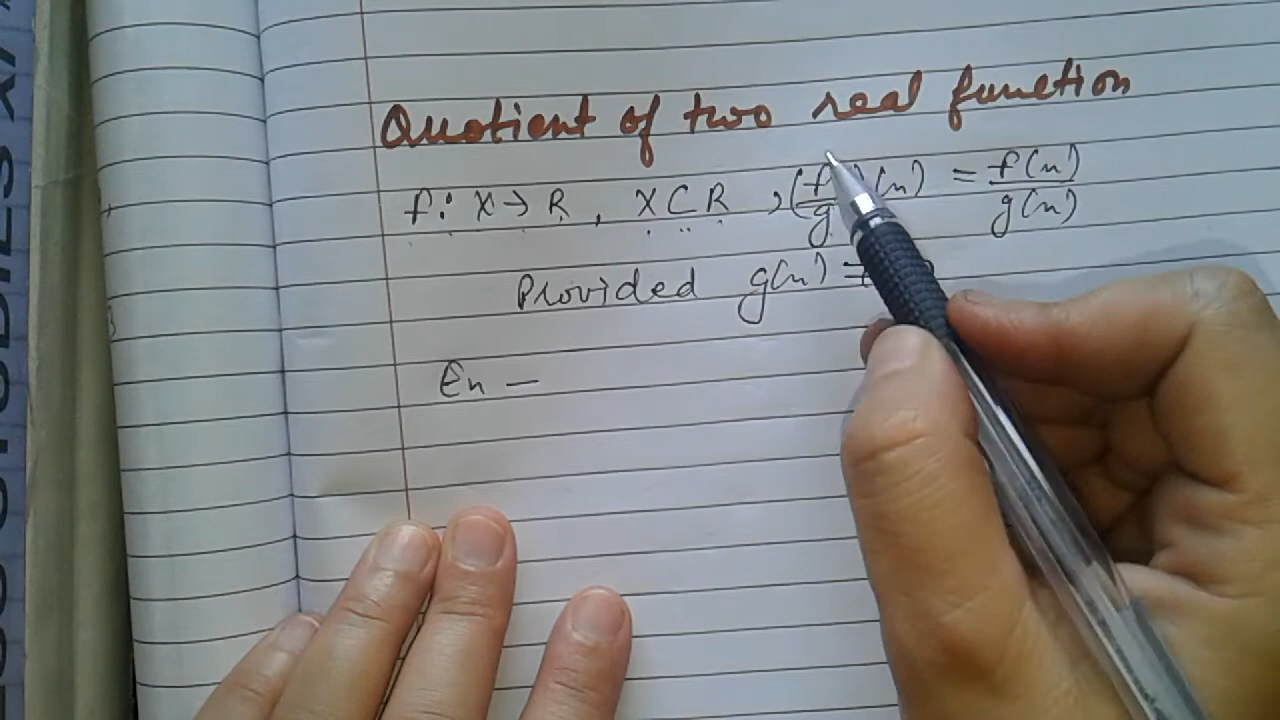 Quotient of two real function
f: X → R , X ⊂ R , (f/g)(x) = f(x)/g(x)
Provided g(x) ≠
Ex —